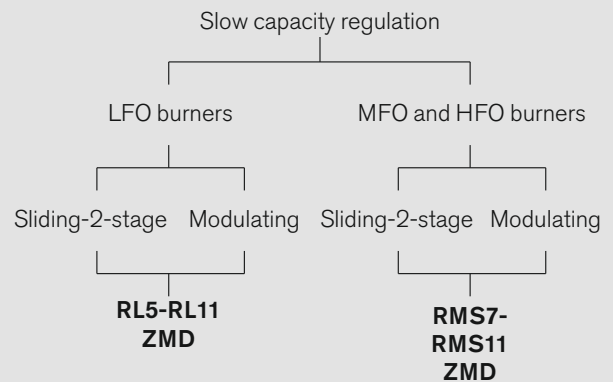 Slow capacity regulation
LFO burners
MFO and HFO burners
Sliding-2-stage
Modulating
Sliding-2-stage
Modulating
RL5-RL11
ZMD
RMS7-
RMS11
ZMD